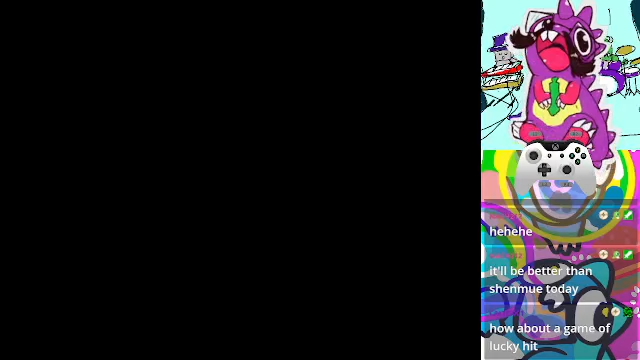 hehehe
it'll be better than
shenmue today
how about a game of
lucky hit